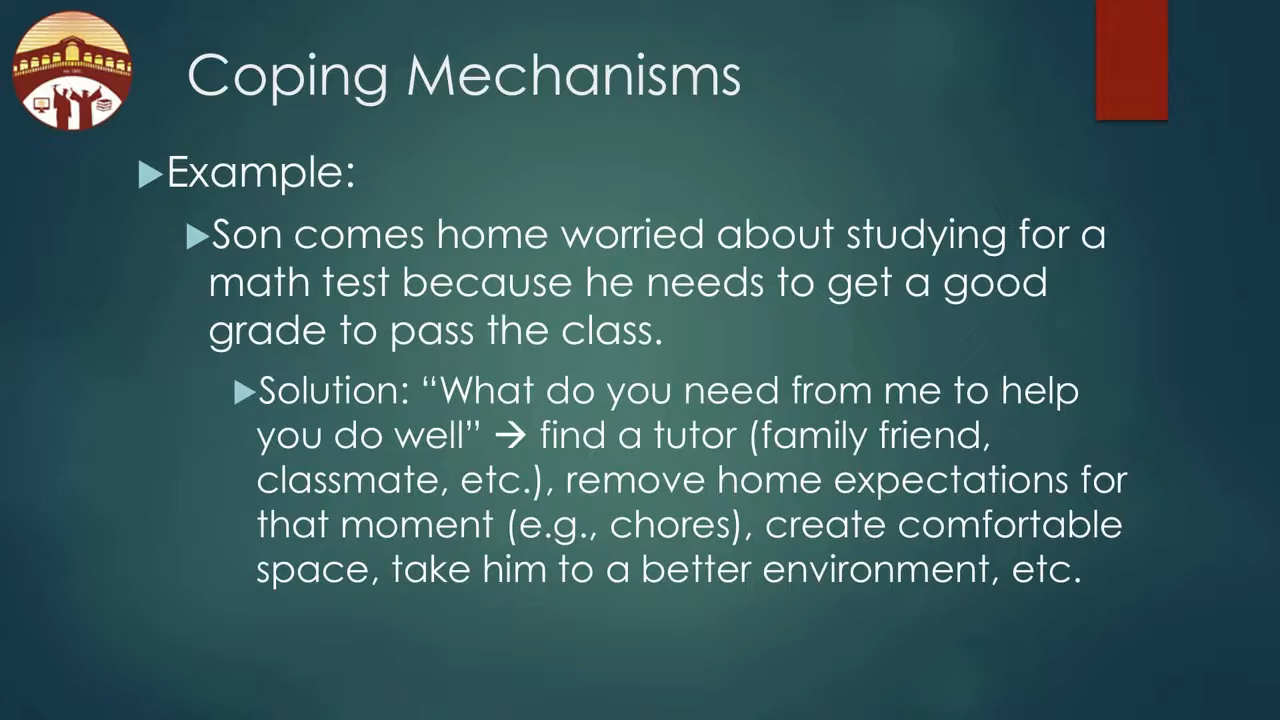 Coping Mechanisms
Example:
Son comes home worried about studying for a
math test because he needs to get a good
grade to pass the class.
Solution: “What do you need from me to help
you do well” → find a tutor (family friend,
classmate, etc.), remove home expectations for
that moment (e.g., chores), create comfortable
space, take him to a better environment, etc.